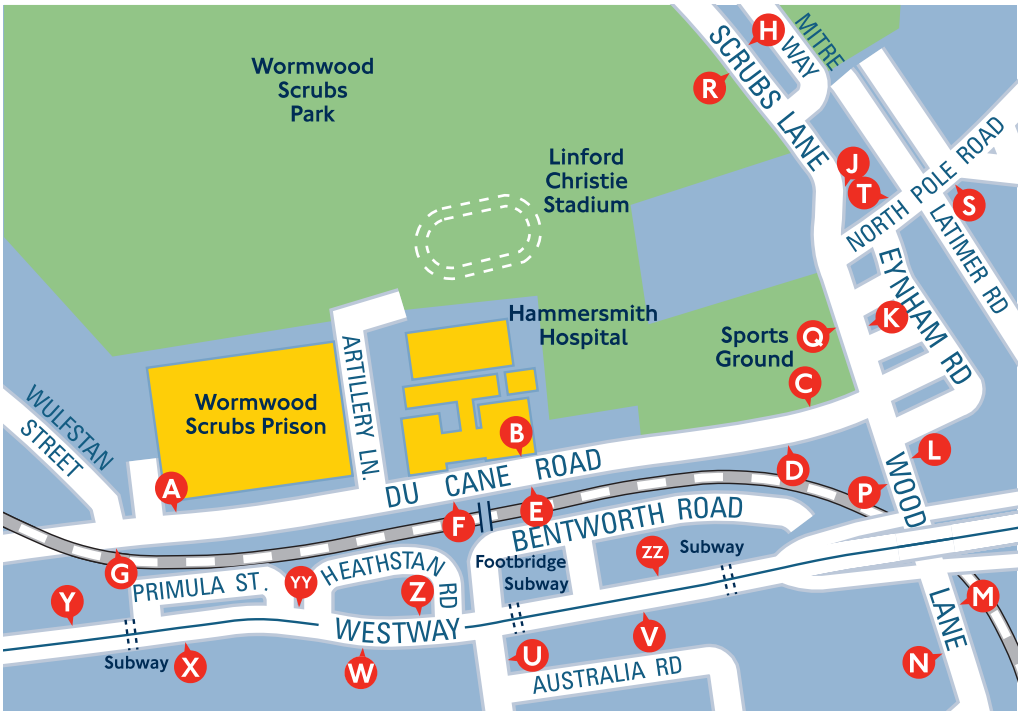 Wormwood
Scrubs
Park
H
MITRE
WAY
SCRUBS LANE
R
Linford
Christie
Stadium
J
T
S
NORTH POLE ROAD
LATIMER RD
EYNHAM RD
K
Hammersmith
Hospital
Sports
Ground
Q
C
WULFSTAN
STREET
Wormwood
Scrubs Prison
ARTILLERY LN.
B
A
DU CANE ROAD
D
L
P
WOOD
LANE
F
E
BENTWORTH ROAD
G
PRIMULA ST.
YY
HEATHSTAN
RD
Z
Footbridge
Subway
ZZ
Subway
Y
Subway
X
WESTWAY
W
U
V
AUSTRALIA RD
M
N